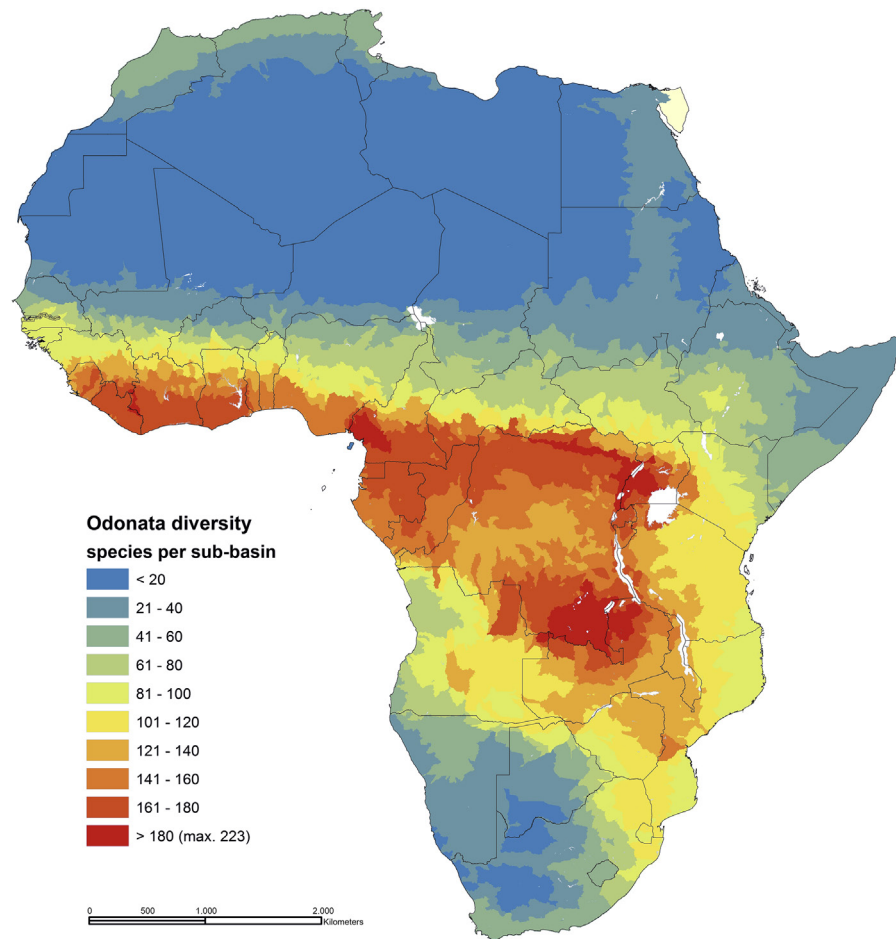 Odonata diversity
species per sub-basin
< 20
21 - 40
41 - 60
61 - 80
81 - 100
101 - 120
121 - 140
141 - 160
161 - 180
> 180 (max. 223)
0 500 1.000 2.000
Kilometers